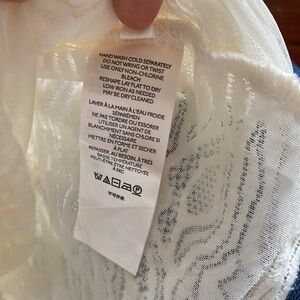 HAND WASH COLD SEPARATELY
DO NOT WRING OR TWIST
USE ONLY NON-CHLORINE
BLEACH
RESHAPE LAY FLAT TO DRY
LOW IRON AS NEEDED
MAY BE DRY CLEANED
LAVER À LA MAIN À L'EAU FROIDE
SÉPARÉMENT
NE PAS TORDRE OU ESSORER
UTILISER UN AGENT DE
BLANCHIMENT SANS CHLORE SI
NÉCESSAIRE
METTRE EN FORME ET SÉCHER
À PLAT
REPASSER, AU BESOIN, À TRÈS
BASSE TEMPÉRATURE
PEUT-ÊTRE ÊTRE NETTOYÉ
À SEC